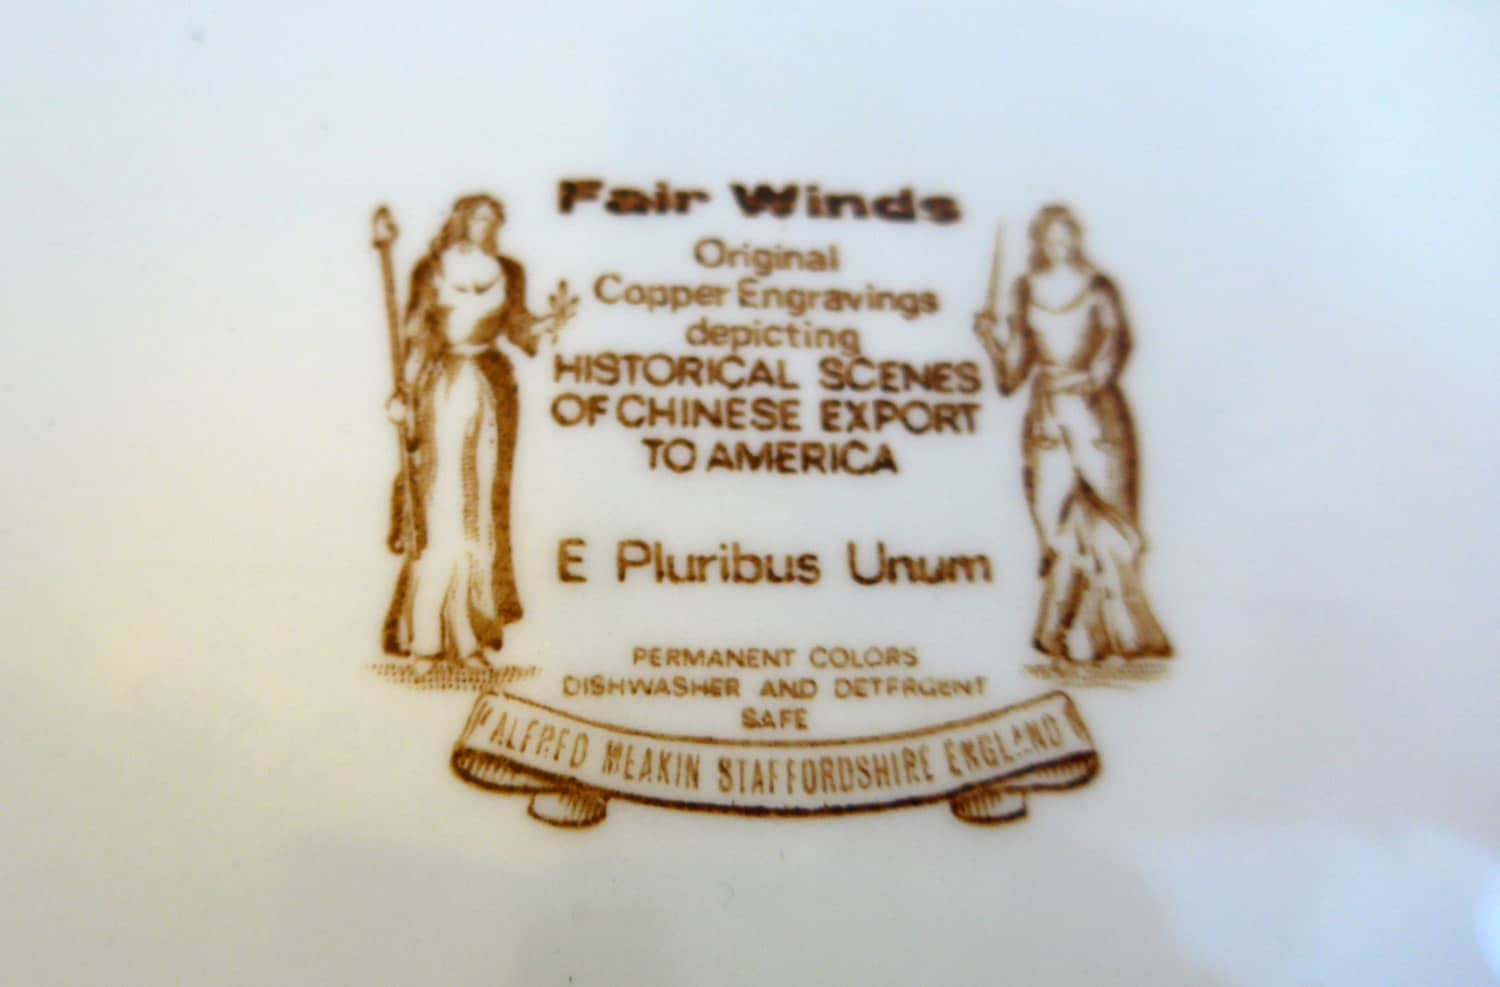 Fair Winds
Original
Copper Engravings
depicting
HISTORICAL SCENES
OF CHINESE EXPORT
TO AMERICA
E Pluribus Unum
PERMANENT COLORS
DISHWASHER AND DETERGENT
SAFE
ALFRED MEAKIN STAFFORDSHIRE ENGLAND